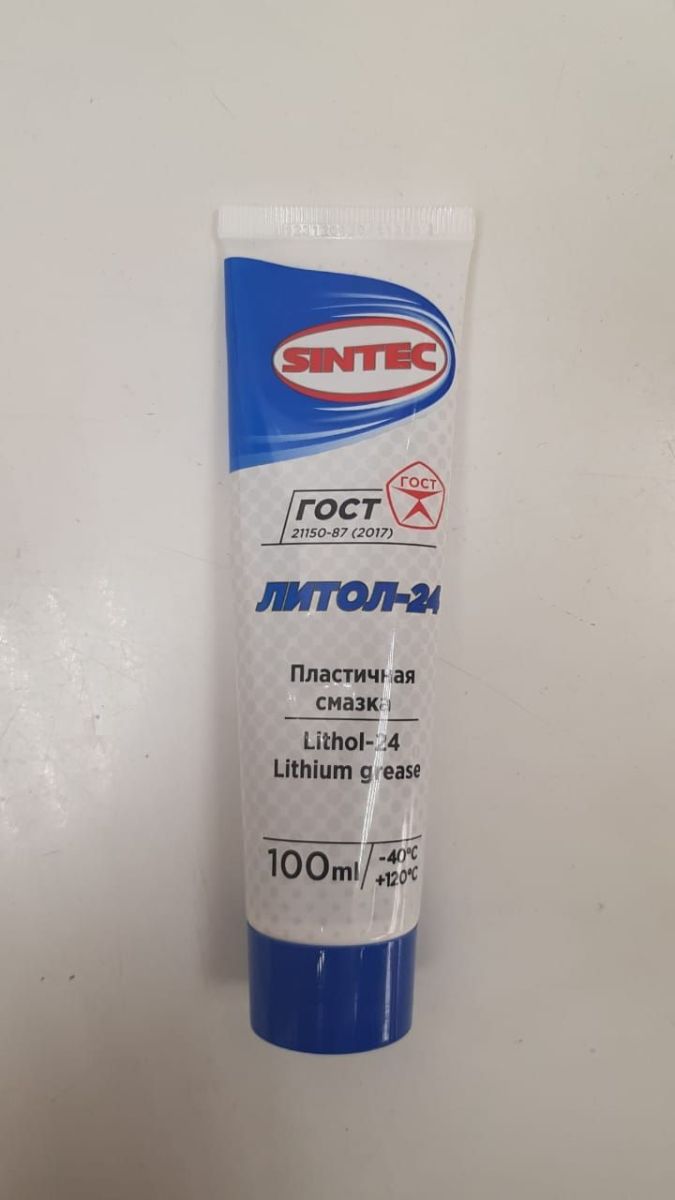 SINTEC
ГОСТ
ГОСТ
21150-87 (2017)
ЛИТОЛ-24
Пластичная
смазка
Lithol-24
Lithium grease
100ml
-40°C
+120°C